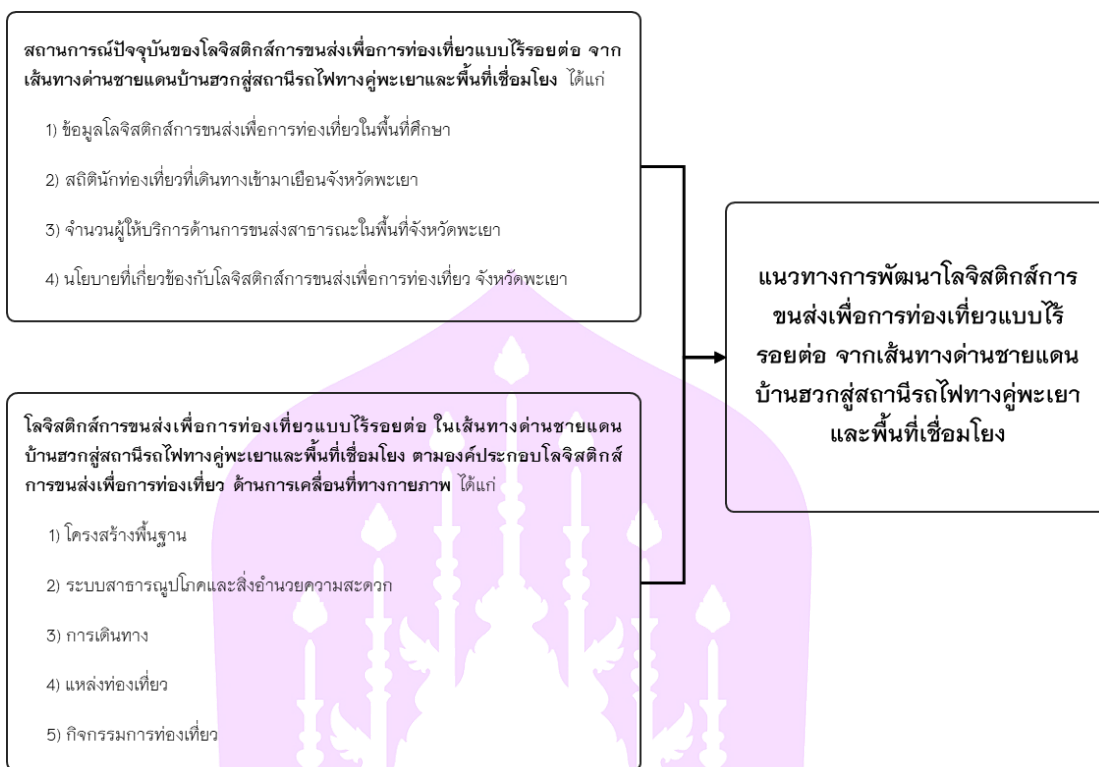 สถานการณ์ปัจจุบันของโลจิสติกส์การขนส่งเพื่อการท่องเที่ยวแบบไร้รอยต่อ จาก
เส้นทางด่านชายแดนบ้านฮวกสู่สถานีรถไฟทางคู่พะเยาและพื้นที่เชื่อมโยง ได้แก่
1) ข้อมูลโลจิสติกส์การขนส่งเพื่อการท่องเที่ยวในพื้นที่ศึกษา
2) สถิตินักท่องเที่ยวที่เดินทางเข้ามาเยือนจังหวัดพะเยา
3) จำนวนผู้ให้บริการด้านการขนส่งสาธารณะในพื้นที่จังหวัดพะเยา
4) นโยบายที่เกี่ยวข้องกับโลจิสติกส์การขนส่งเพื่อการท่องเที่ยว จังหวัดพะเยา
โลจิสติกส์การขนส่งเพื่อการท่องเที่ยวแบบไร้รอยต่อ ในเส้นทางด่านชายแดน
บ้านฮวกสู่สถานีรถไฟทางคู่พะเยาและพื้นที่เชื่อมโยง ตามองค์ประกอบโลจิสติกส์
การขนส่งเพื่อการท่องเที่ยว ด้านการเคลื่อนที่ทางกายภาพ ได้แก่
1) โครงสร้างพื้นฐาน
2) ระบบสาธารณูปโภคและสิ่งอำนวยความสะดวก
3) การเดินทาง
4) แหล่งท่องเที่ยว
5) กิจกรรมการท่องเที่ยว
แนวทางการพัฒนาโลจิสติกส์การ
ขนส่งเพื่อการท่องเที่ยวแบบไร้
รอยต่อ จากเส้นทางด่านชายแดน
บ้านฮวกสู่สถานีรถไฟทางคู่พะเยา
และพื้นที่เชื่อมโยง